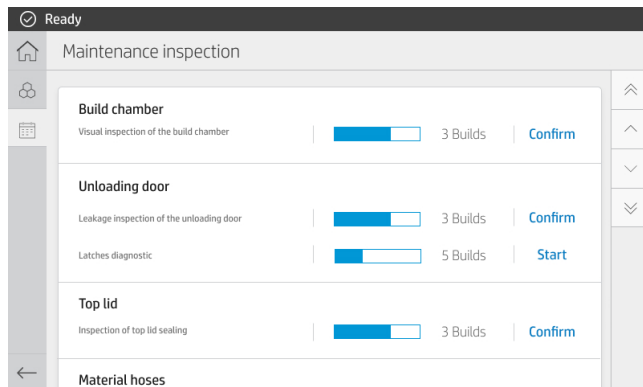 Ready
Maintenance inspection
Build chamber
Visual inspection of the build chamber 3 Builds Confirm
Unloading door
Leakage inspection of the unloading door 3 Builds Confirm
Latches diagnostic 5 Builds Start
Top lid
Inspection of top lid sealing 3 Builds Confirm
Material hoses